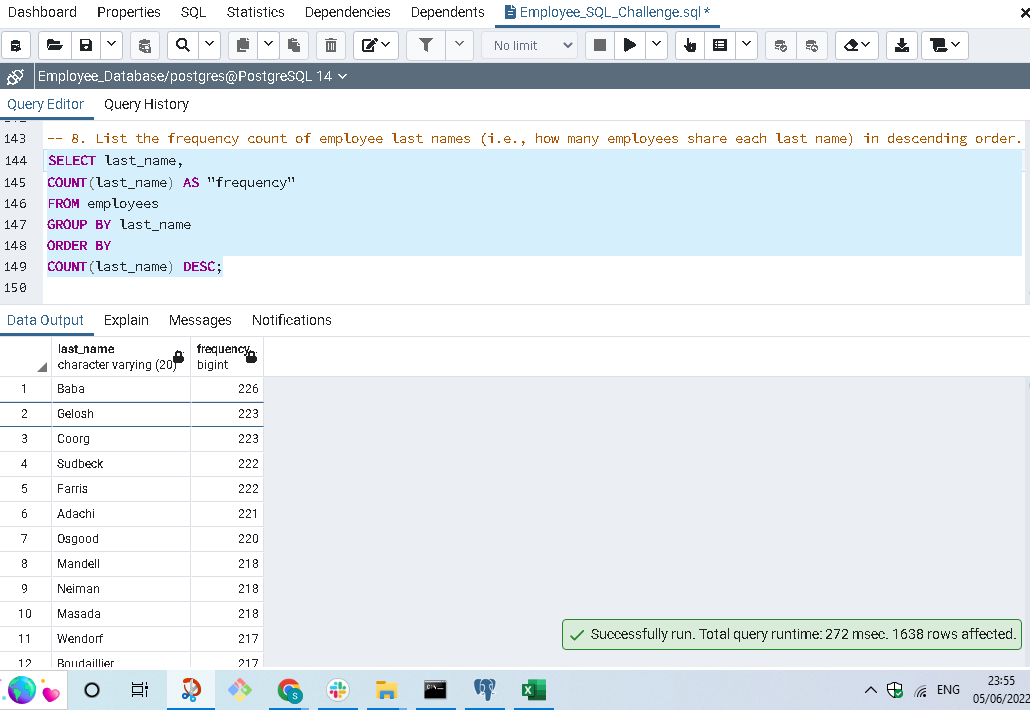 Dashboard Properties SQL Statistics Dependencies Dependents Employee_SQL_Challenge.sql *
No limit
Employee_Database/postgres@PostgreSQL 14
Query Editor Query History
143 -- 8. List the frequency count of employee last names (i.e., how many employees share each last name) in descending order.
144 SELECT last_name,
145 COUNT(last_name) AS "frequency"
146 FROM employees
147 GROUP BY last_name
148 ORDER BY
149 COUNT(last_name) DESC;
150
Data Output Explain Messages Notifications
last_name frequency
character varying (20) bigint
1 Baba 226
2 Gelosh 223
3 Coorg 223
4 Sudbeck 222
5 Farris 222
6 Adachi 221
7 Osgood 220
8 Mandell 218
9 Neiman 218
10 Masada 218
11 Wendorf 217
12 Boudaillier 217
Successfully run. Total query runtime: 272 msec. 1638 rows affected.
ENG
23:55
05/06/2022